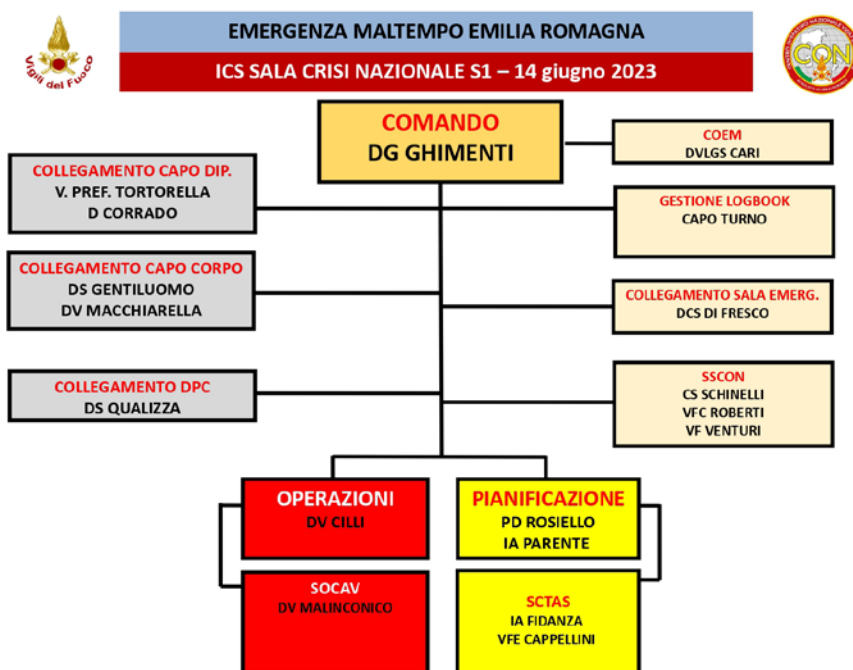 EMERGENZA MALTEMPO EMILIA ROMAGNA
ICS SALA CRISI NAZIONALE S1 – 14 giugno 2023
Vigili del Fuoco
CON
COMANDO
DG GHIMENTI
COEM
DVLGS CARI
COLLEGAMENTO CAPO DIP.
V. PREF. TORTORELLA
D CORRADO
GESTIONE LOGBOOK
CAPO TURNO
COLLEGAMENTO CAPO CORPO
DS GENTILUOMO
DV MACCHIARELLA
COLLEGAMENTO SALA EMERG.
DCS DI FRESCO
COLLEGAMENTO DPC
DS QUALIZZA
SSCON
CS SCHINELLI
VFC ROBERTI
VF VENTURI
OPERAZIONI
DV CILLI
PIANIFICAZIONE
PD ROSIELLO
IA PARENTE
SOCAV
DV MALINCONICO
SCTAS
IA FIDANZA
VFE CAPPELLINI